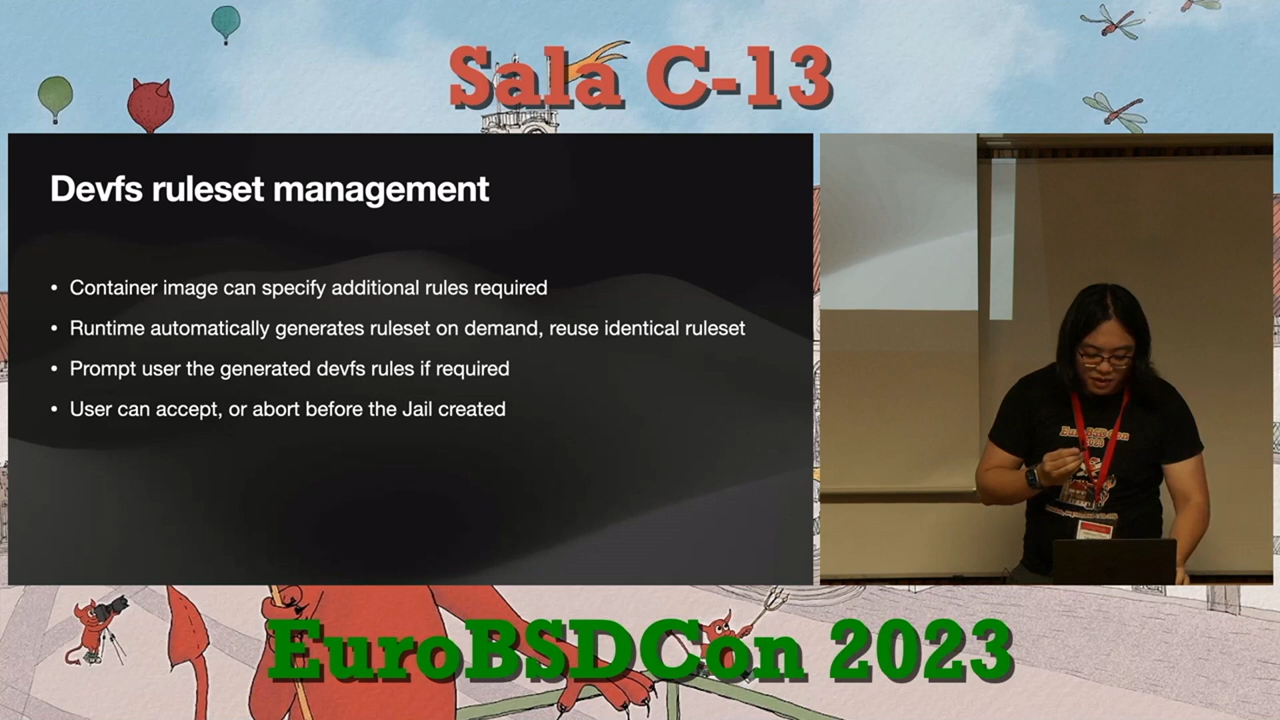 Sala C-13
Devfs ruleset management
• Container image can specify additional rules required
• Runtime automatically generates ruleset on demand, reuse identical ruleset
• Prompt user the generated devfs rules if required
• User can accept, or abort before the Jail created
EuroBSDCon
2023
EuroBSDCon 2023